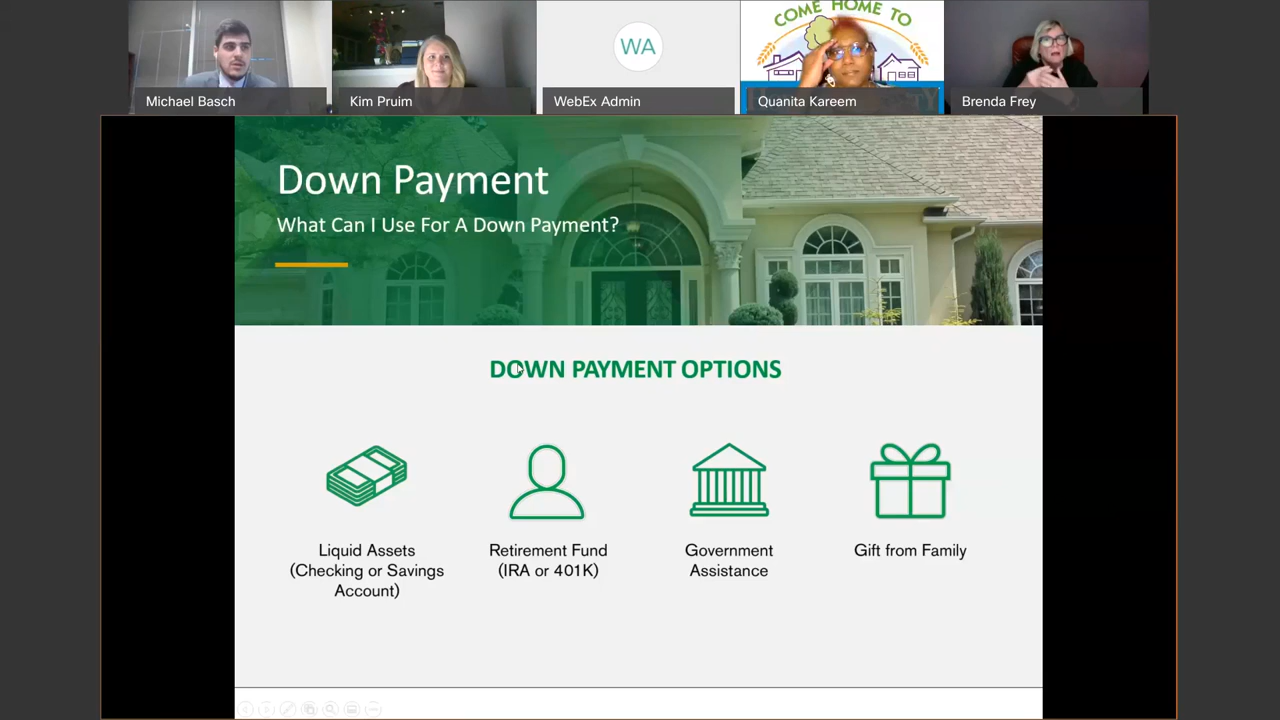 COME HOME TO
WA
Michael Basch
Kim Pruim
WebEx Admin
Quanita Kareem
Brenda Frey
Down Payment
What Can I Use For A Down Payment?
DOWN PAYMENT OPTIONS
Liquid Assets
(Checking or Savings
Account)
Retirement Fund
(IRA or 401K)
Government
Assistance
Gift from Family